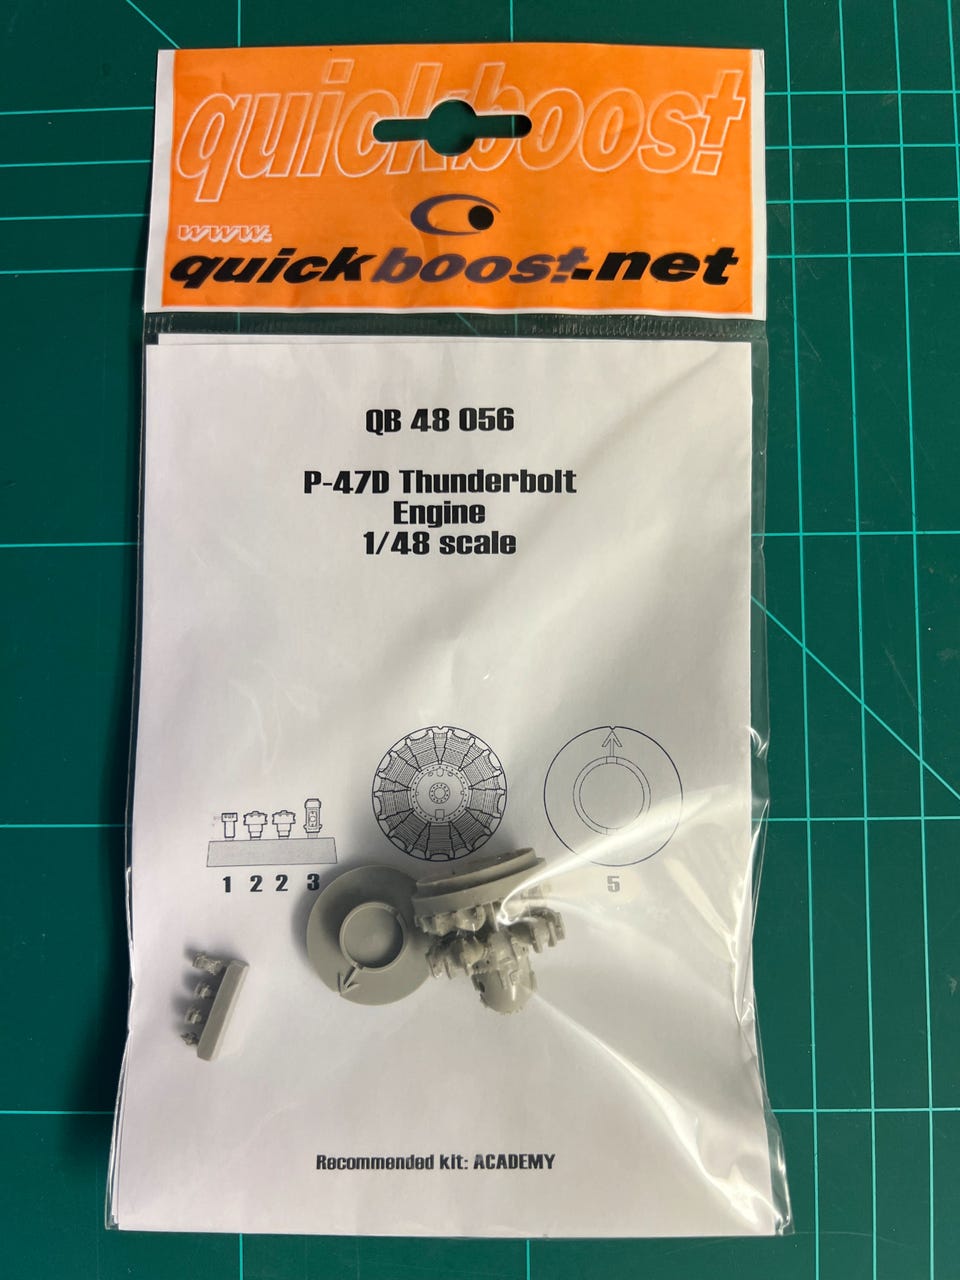 quickboost
www.
quickboost.net
QB 48 056
P-47D Thunderbolt
Engine
1/48 scale
1 2 2 3
5
Recommended kit: ACADEMY